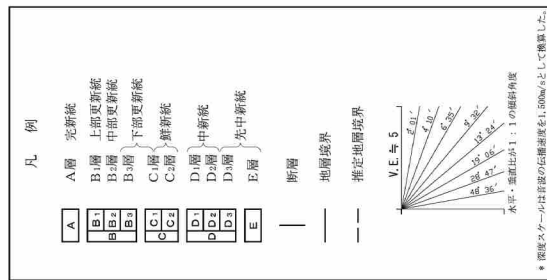 凡 例
A A層 完新統
B B1 B1層 上部更新統
B2 B2層 中部更新統
B3 B3層 下部更新統
C C1 C1層
C2 C2層 鮮新統
D D1 D1層
D2 D2層 中新統
D3 D3層 先中新統
E E層
断層
地層境界
推定地層境界
V.E.≒ 5
2°01′
4°10′
6°35′
9°32′
13°24′
19°06′
28°47′
48°36′
水平・垂直比が1:1の傾斜角度
* 深度スケールは音波の伝播速度を1,500m/sとして換算した。